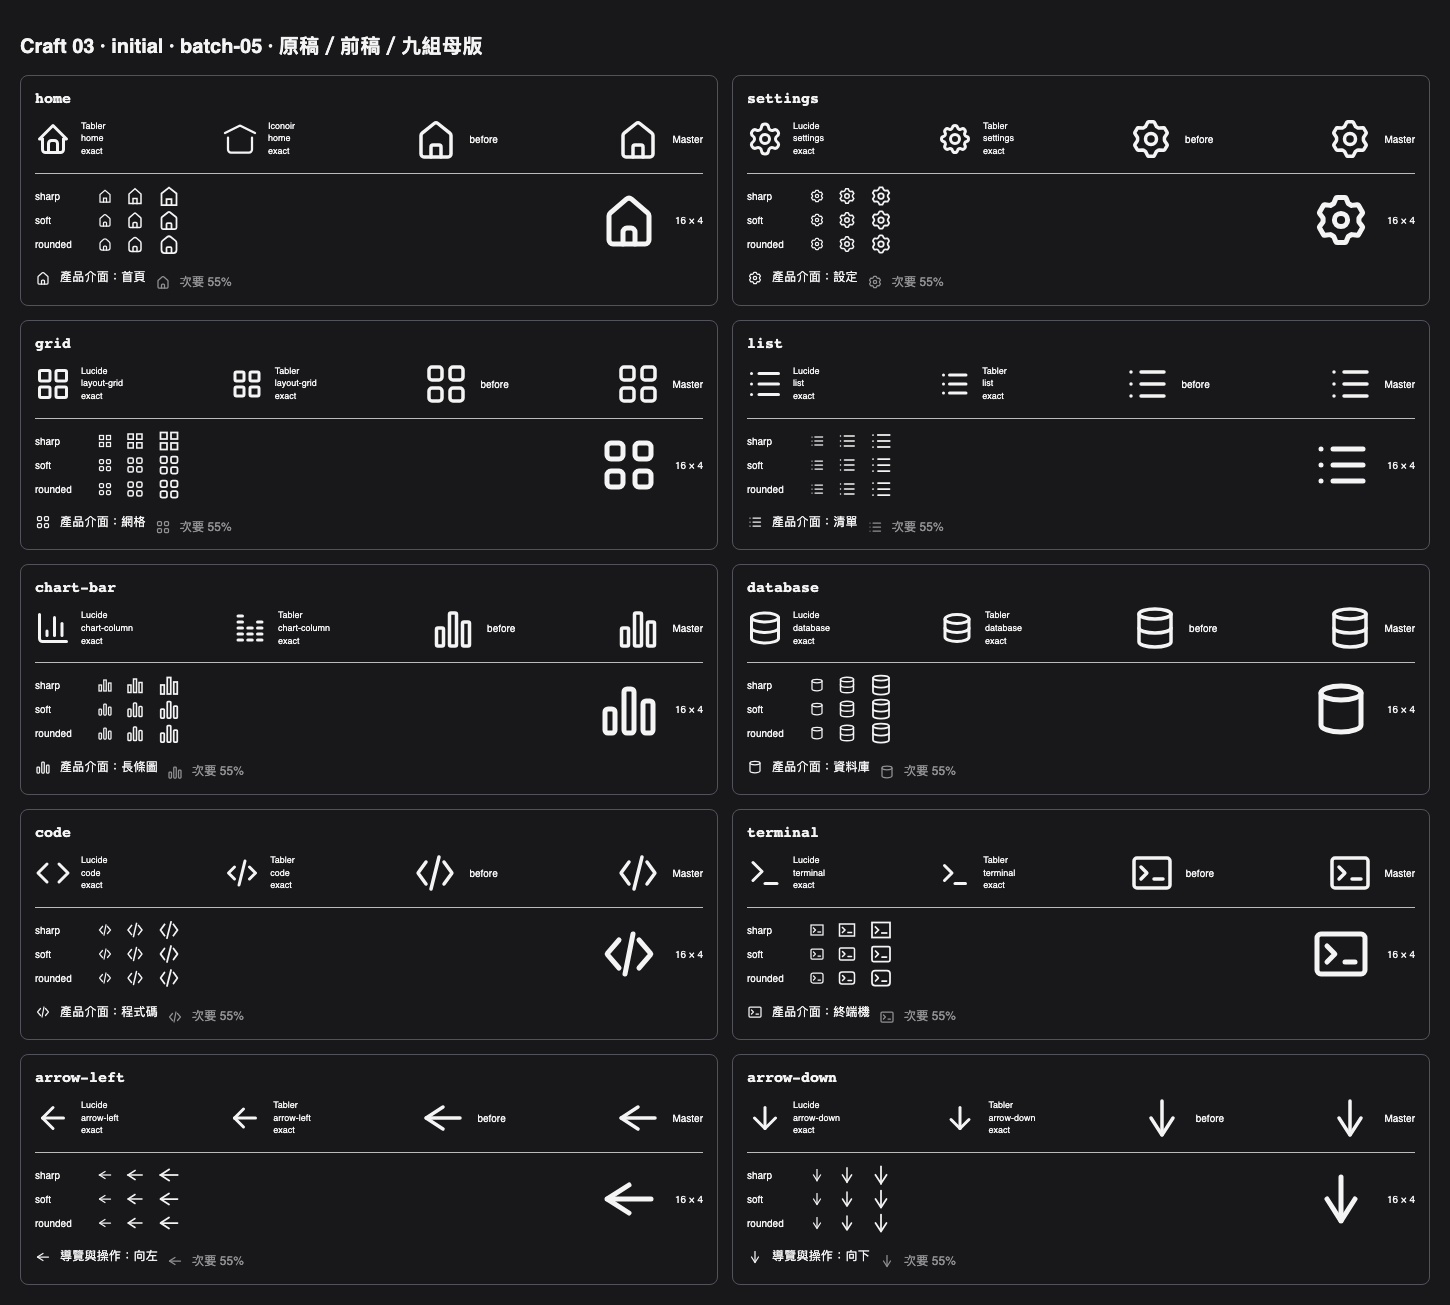 Craft 03 · initial · batch-05 · 原稿 / 前稿 / 九組母版
home
Tabler
home
exact
Iconoir
home
exact
before
Master
sharp
soft
rounded
16 × 4
產品介面：首頁
次要 55%
settings
Lucide
settings
exact
Tabler
settings
exact
before
Master
sharp
soft
rounded
16 × 4
產品介面：設定
次要 55%
grid
Lucide
layout-grid
exact
Tabler
layout-grid
exact
before
Master
sharp
soft
rounded
16 × 4
產品介面：網格
次要 55%
list
Lucide
list
exact
Tabler
list
exact
before
Master
sharp
soft
rounded
16 × 4
產品介面：清單
次要 55%
chart-bar
Lucide
chart-column
exact
Tabler
chart-column
exact
before
Master
sharp
soft
rounded
16 × 4
產品介面：長條圖
次要 55%
database
Lucide
database
exact
Tabler
database
exact
before
Master
sharp
soft
rounded
16 × 4
產品介面：資料庫
次要 55%
code
Lucide
code
exact
Tabler
code
exact
before
Master
sharp
soft
rounded
16 × 4
產品介面：程式碼
次要 55%
terminal
Lucide
terminal
exact
Tabler
terminal
exact
before
Master
sharp
soft
rounded
16 × 4
產品介面：終端機
次要 55%
arrow-left
Lucide
arrow-left
exact
Tabler
arrow-left
exact
before
Master
sharp
soft
rounded
16 × 4
導覽與操作：向左
次要 55%
arrow-down
Lucide
arrow-down
exact
Tabler
arrow-down
exact
before
Master
sharp
soft
rounded
16 × 4
導覽與操作：向下
次要 55%